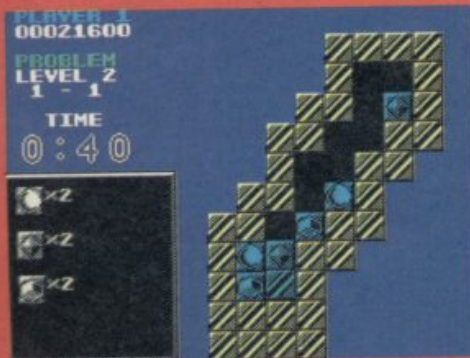 PLAYER 1
00021600
PROBLEM
LEVEL 2
1 - 1
TIME
0:40
×2
×2
×2